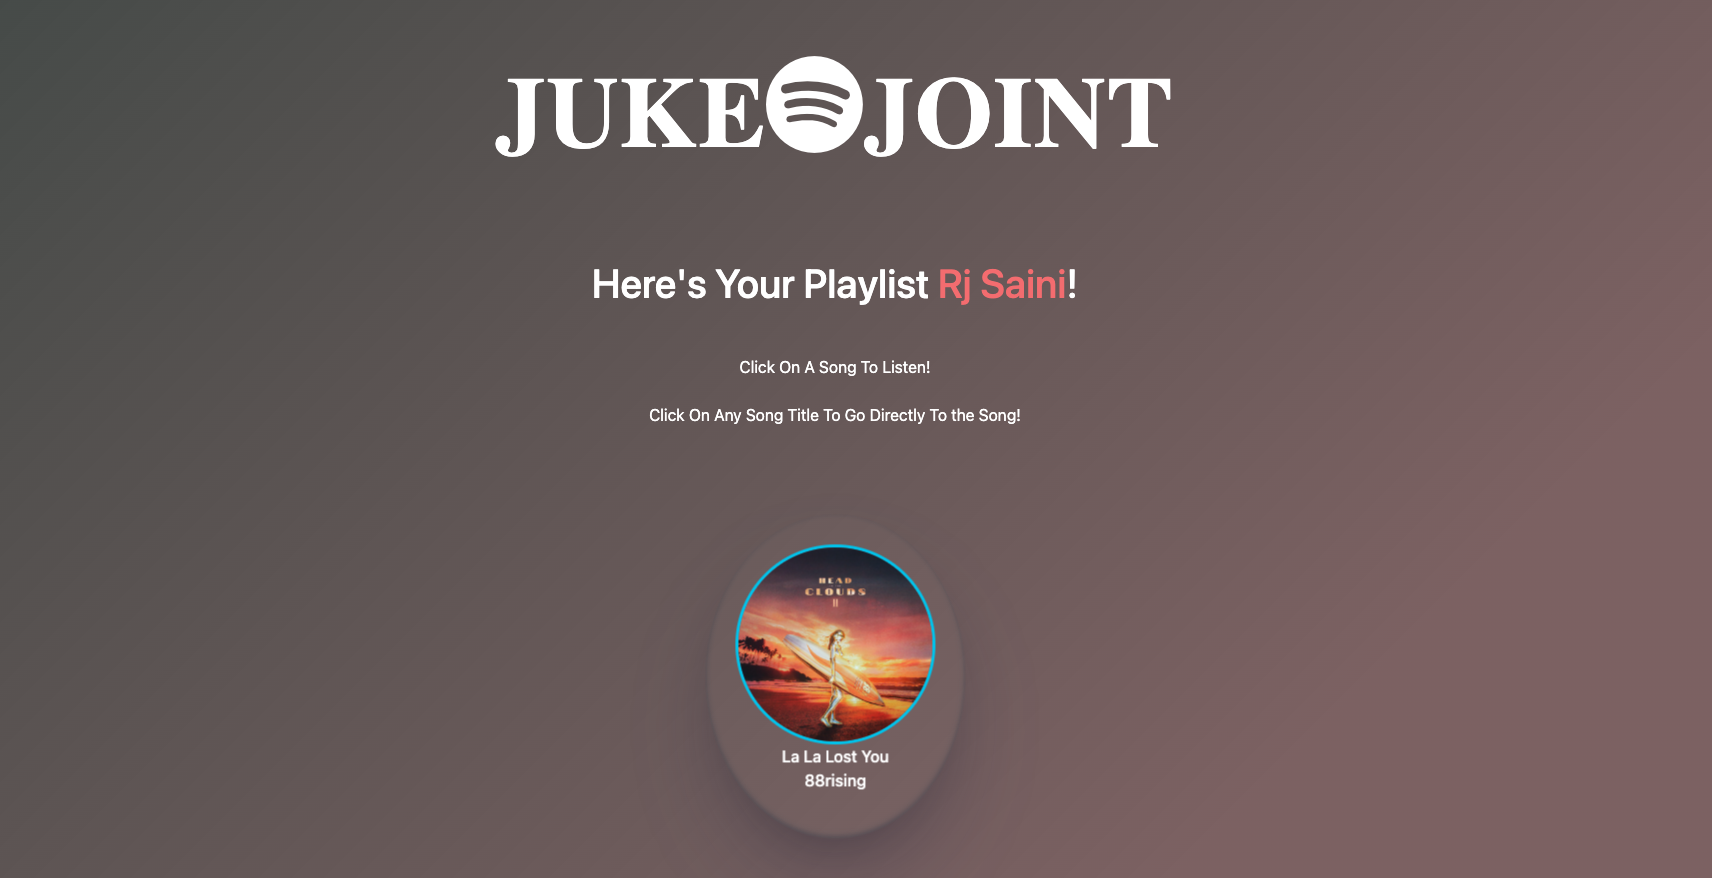 JUKE JOINT
Here's Your Playlist Rj Saini!
Click On A Song To Listen!
Click On Any Song Title To Go Directly To the Song!
HEAD
CLOUDS
II
La La Lost You
88rising